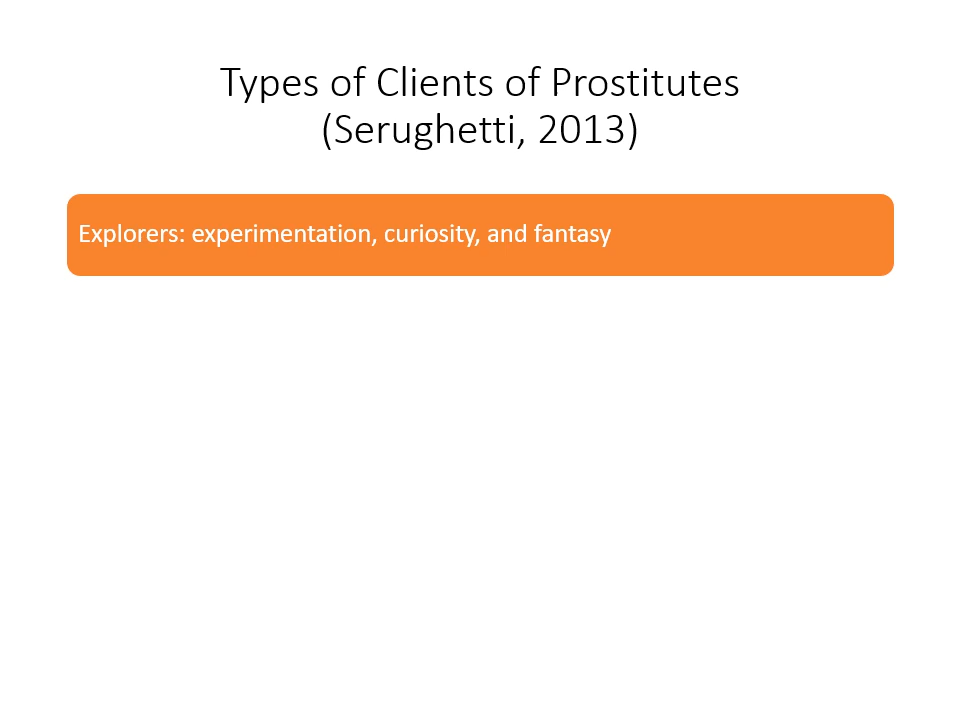 Types of Clients of Prostitutes
(Serughetti, 2013)
Explorers: experimentation, curiosity, and fantasy